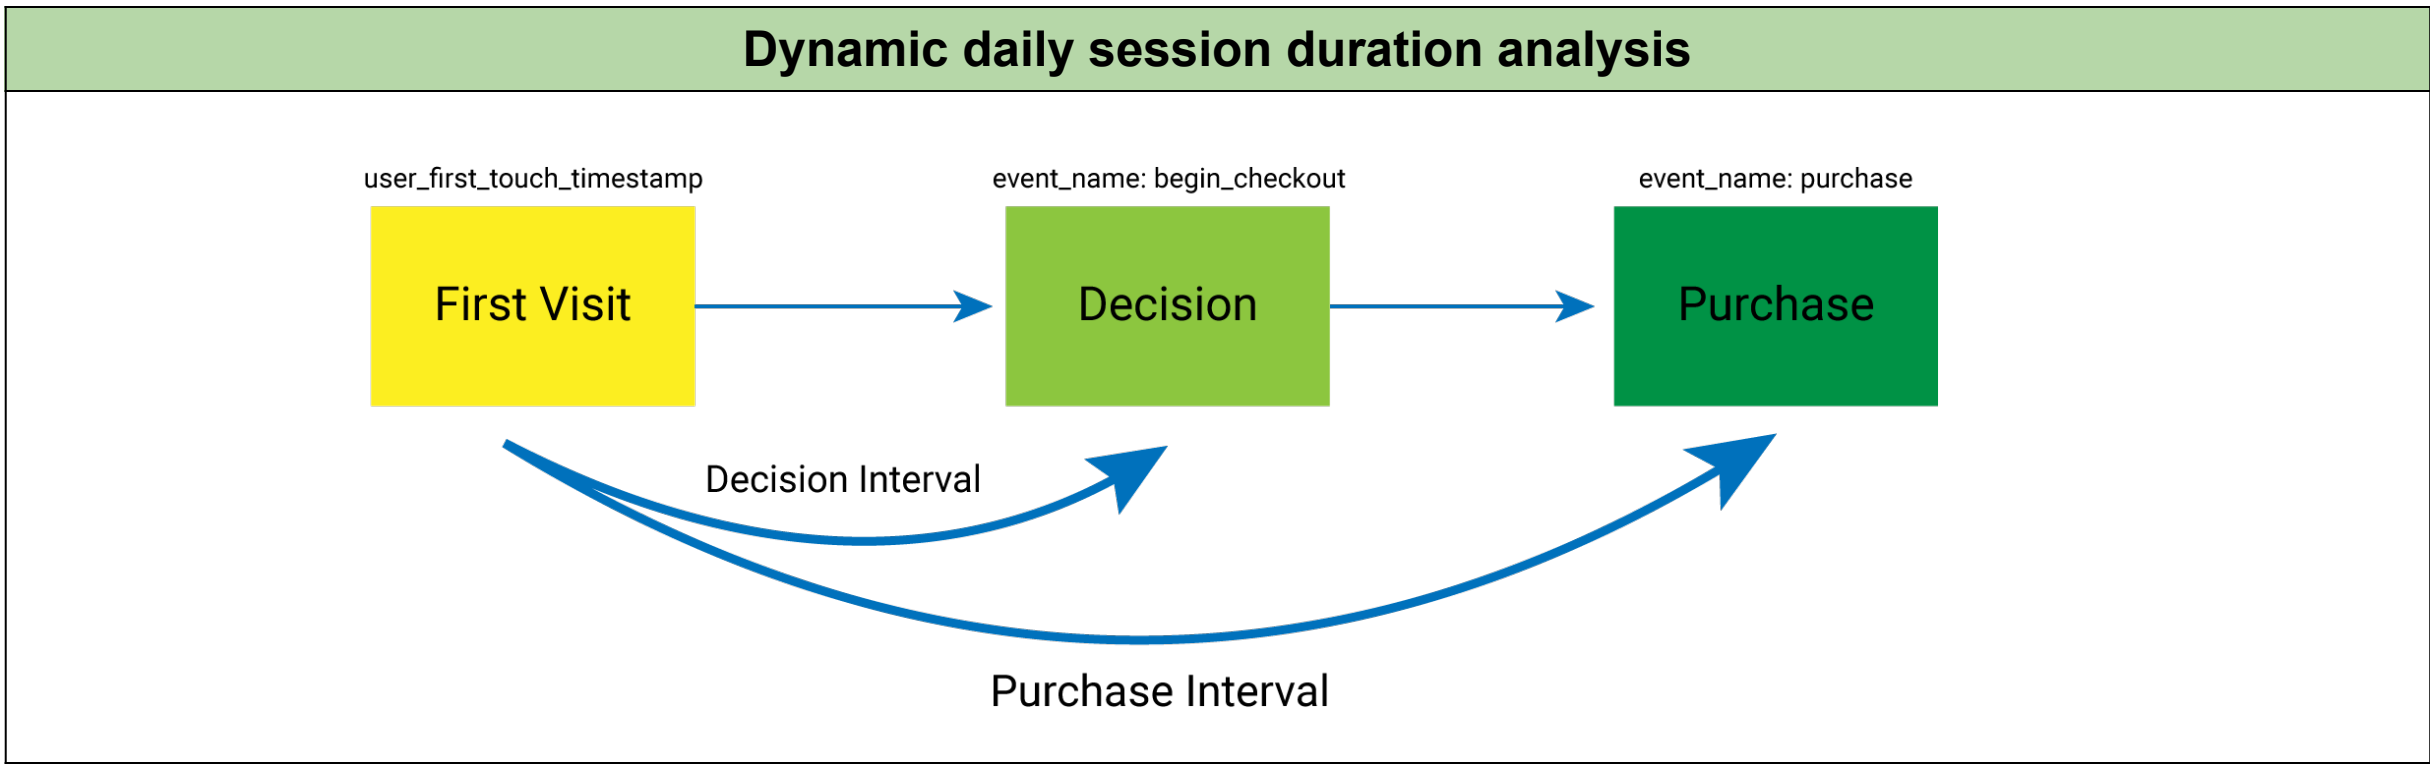 Dynamic daily session duration analysis
user_first_touch_timestamp
event_name: begin_checkout
event_name: purchase
First Visit
Decision
Purchase
Decision Interval
Purchase Interval